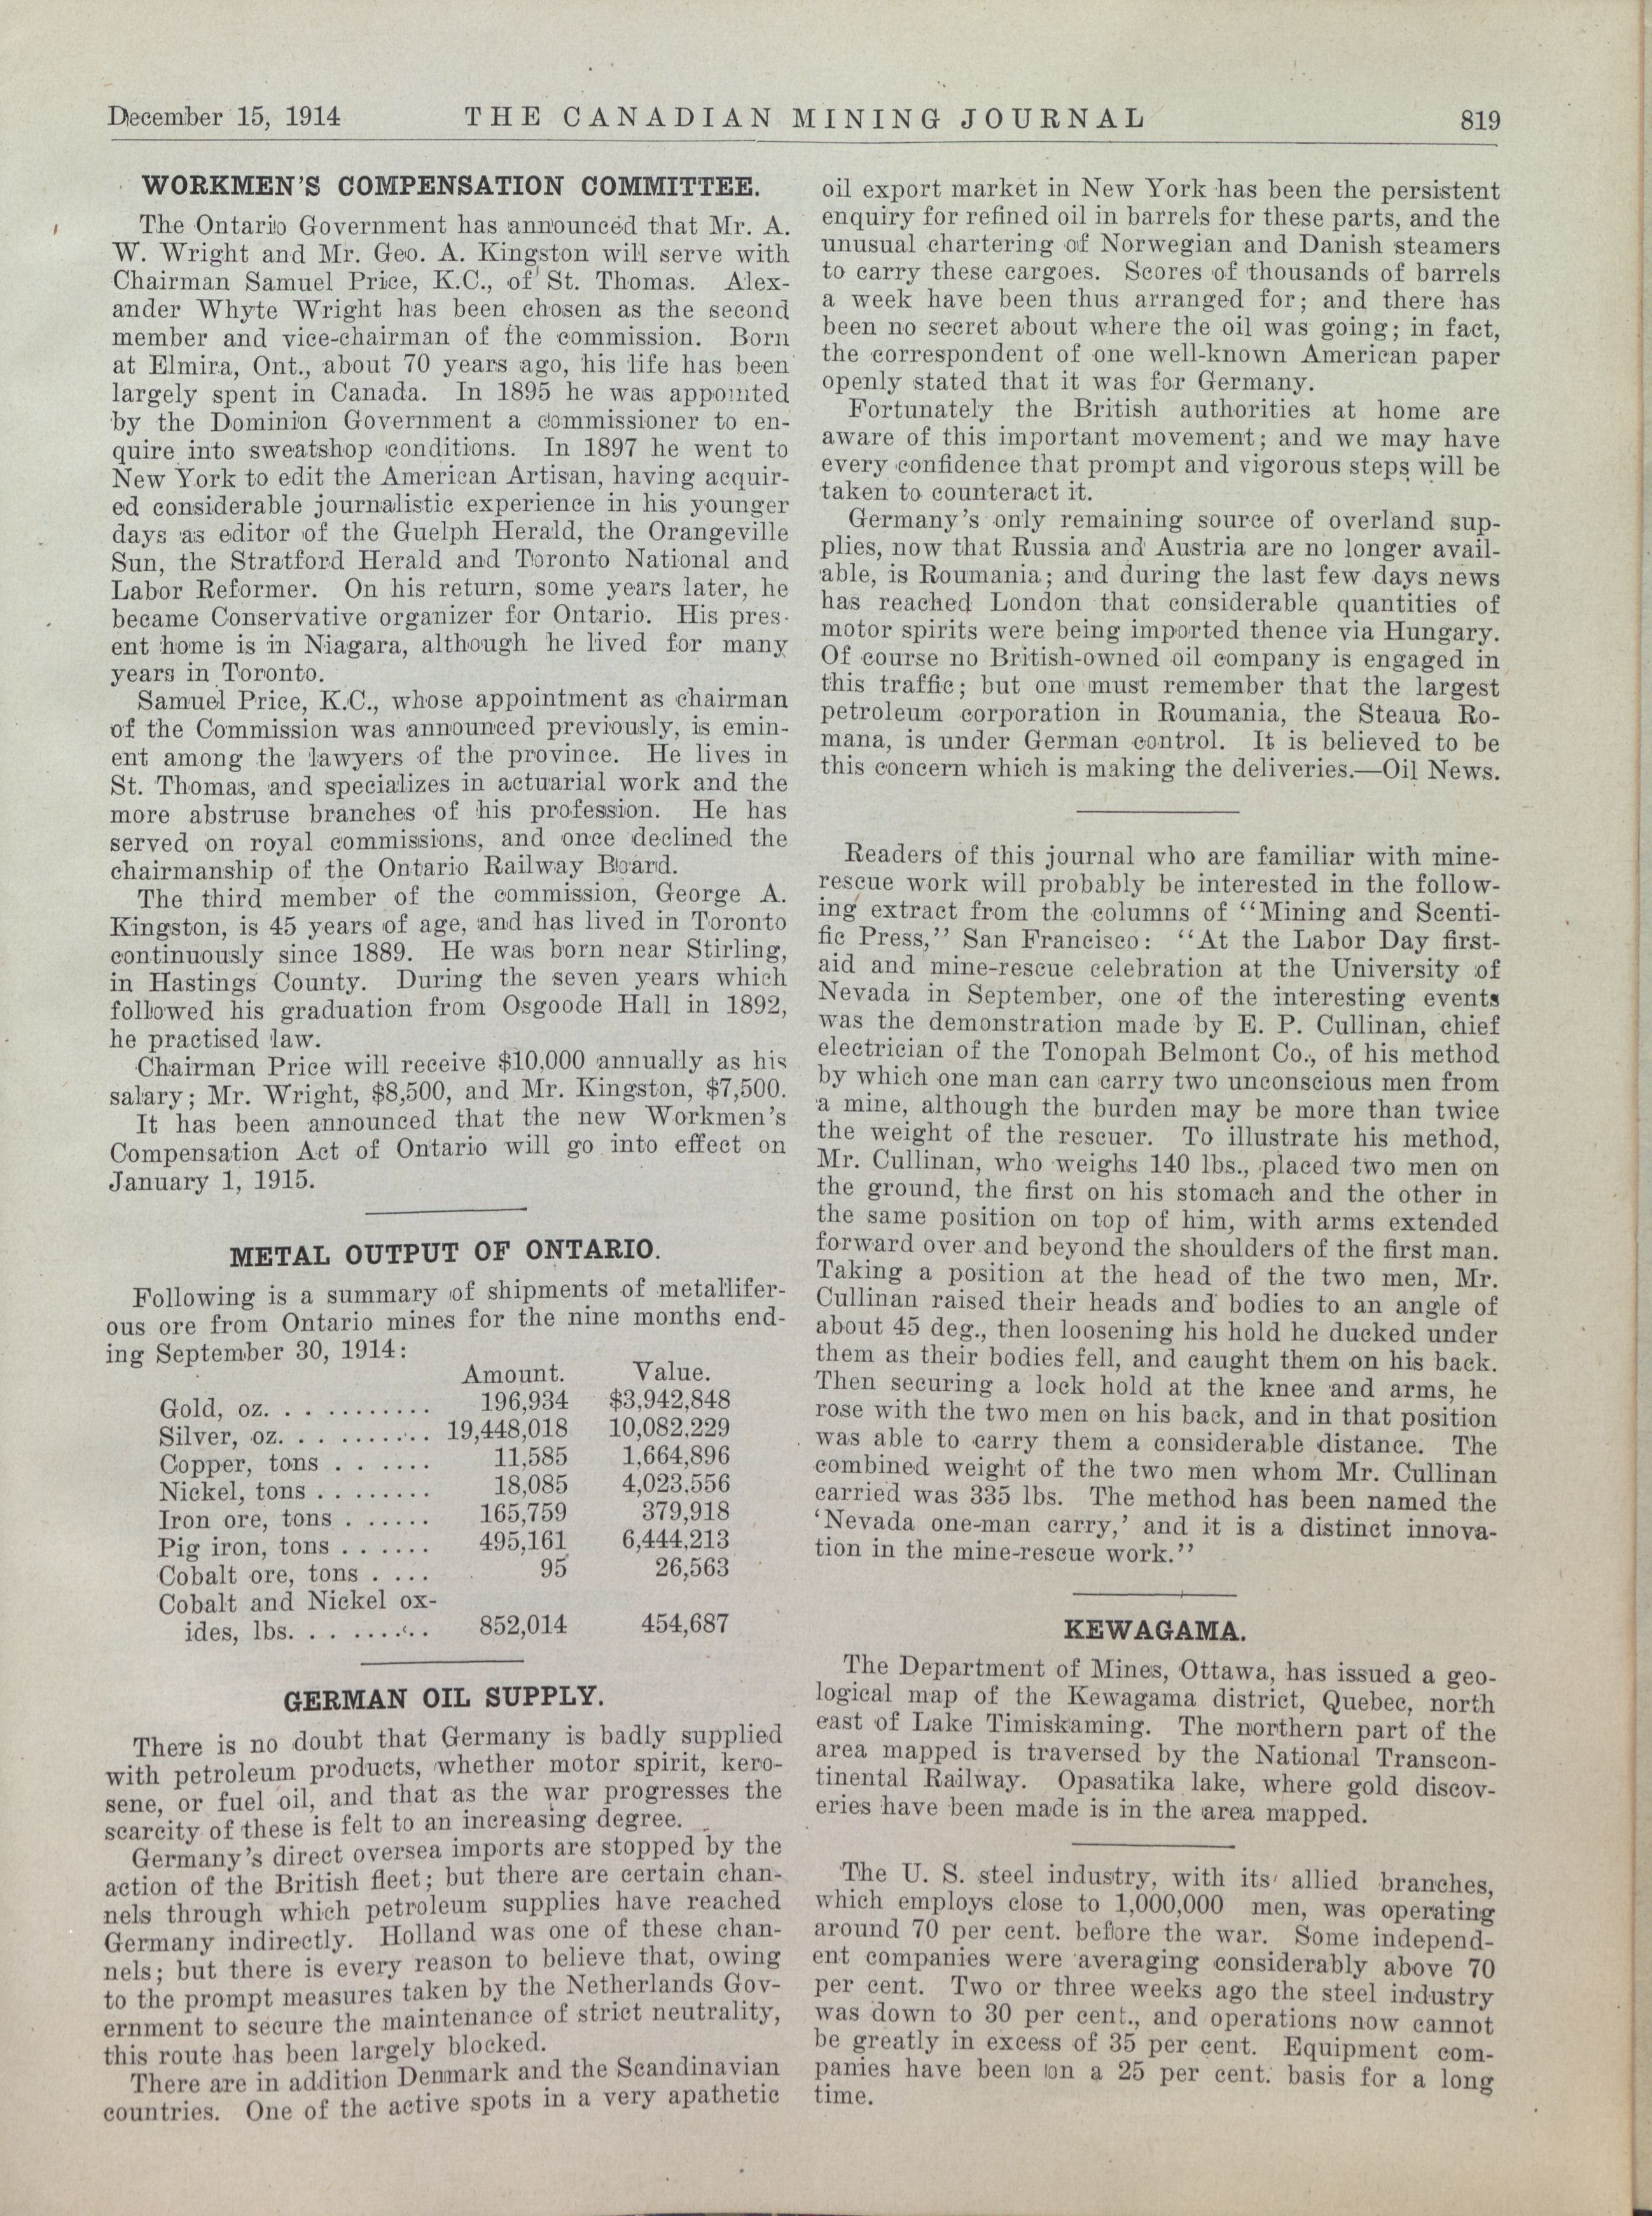 December 15, 1914 THE CANADIAN MINING JOURNAL 819
WORKMEN'S COMPENSATION COMMITTEE.
The Ontario Government has announced that Mr. A.
W. Wright and Mr. Geo. A. Kingston will serve with
Chairman Samuel Price, K.C., of St. Thomas. Alex-
ander Whyte Wright has been chosen as the second
member and vice-chairman of the commission. Born
at Elmira, Ont., about 70 years ago, his life has been
largely spent in Canada. In 1895 he was appointed
by the Dominion Government a commissioner to en-
quire into sweatshop conditions. In 1897 he went to
New York to edit the American Artisan, having acquir-
ed considerable journalistic experience in his younger
days as editor of the Guelph Herald, the Orangeville
Sun, the Stratford Herald and Toronto National and
Labor Reformer. On his return, some years later, he
became Conservative organizer for Ontario. His pres-
ent home is in Niagara, although he lived for many
years in Toronto.
Samuel Price, K.C., whose appointment as chairman
of the Commission was announced previously, is emin-
ent among the lawyers of the province. He lives in
St. Thomas, and specializes in actuarial work and the
more abstruse branches of his profession. He has
served on royal commissions, and once declined the
chairmanship of the Ontario Railway Board.
The third member of the commission, George A.
Kingston, is 45 years of age, and has lived in Toronto
continuously since 1889. He was born near Stirling,
in Hastings County. During the seven years which
followed his graduation from Osgoode Hall in 1892,
he practised law.
Chairman Price will receive $10,000 annually as his
salary; Mr. Wright, $8,500, and Mr. Kingston, $7,500.
It has been announced that the new Workmen's
Compensation Act of Ontario will go into effect on
January 1, 1915.
METAL OUTPUT OF ONTARIO.
Following is a summary of shipments of metallifer-
ous ore from Ontario mines for the nine months end-
ing September 30, 1914:
Amount. Value.
Gold, oz. . . . . . . . . . . . 196,934 $3,942,848
Silver, oz. . . . . . . . . . . 19,448,018 10,082,229
Copper, tons . . . . . . 11,585 1,664,896
Nickel, tons . . . . . . . . 18,085 4,023,556
Iron ore, tons . . . . . . 165,759 379,918
Pig iron, tons . . . . . . 495,161 6,444,213
Cobalt ore, tons . . . . 95 26,563
Cobalt and Nickel ox-
ides, lbs. . . . . . . . . . 852,014 454,687
GERMAN OIL SUPPLY.
There is no doubt that Germany is badly supplied
with petroleum products, whether motor spirit, kero-
sene, or fuel oil, and that as the war progresses the
scarcity of these is felt to an increasing degree.
Germany's direct oversea imports are stopped by the
action of the British fleet; but there are certain chan-
nels through which petroleum supplies have reached
Germany indirectly. Holland was one of these chan-
nels; but there is every reason to believe that, owing
to the prompt measures taken by the Netherlands Gov-
ernment to secure the maintenance of strict neutrality,
this route has been largely blocked.
There are in addition Denmark and the Scandinavian
countries. One of the active spots in a very apathetic
oil export market in New York has been the persistent
enquiry for refined oil in barrels for these parts, and the
unusual chartering of Norwegian and Danish steamers
to carry these cargoes. Scores of thousands of barrels
a week have been thus arranged for; and there has
been no secret about where the oil was going; in fact,
the correspondent of one well-known American paper
openly stated that it was for Germany.
Fortunately the British authorities at home are
aware of this important movement; and we may have
every confidence that prompt and vigorous steps will be
taken to counteract it.
Germany's only remaining source of overland sup-
plies, now that Russia and Austria are no longer avail-
able, is Roumania; and during the last few days news
has reached London that considerable quantities of
motor spirits were being imported thence via Hungary.
Of course no British-owned oil company is engaged in
this traffic; but one must remember that the largest
petroleum corporation in Roumania, the Steaua Ro-
mana, is under German control. It is believed to be
this concern which is making the deliveries.—Oil News.
Readers of this journal who are familiar with mine-
rescue work will probably be interested in the follow-
ing extract from the columns of "Mining and Scenti-
fic Press," San Francisco: "At the Labor Day first-
aid and mine-rescue celebration at the University of
Nevada in September, one of the interesting events
was the demonstration made by E. P. Cullinan, chief
electrician of the Tonopah Belmont Co., of his method
by which one man can carry two unconscious men from
a mine, although the burden may be more than twice
the weight of the rescuer. To illustrate his method,
Mr. Cullinan, who weighs 140 lbs., placed two men on
the ground, the first on his stomach and the other in
the same position on top of him, with arms extended
forward over and beyond the shoulders of the first man.
Taking a position at the head of the two men, Mr.
Cullinan raised their heads and bodies to an angle of
about 45 deg., then loosening his hold he ducked under
them as their bodies fell, and caught them on his back.
Then securing a lock hold at the knee and arms, he
rose with the two men on his back, and in that position
was able to carry them a considerable distance. The
combined weight of the two men whom Mr. Cullinan
carried was 335 lbs. The method has been named the
'Nevada one-man carry,' and it is a distinct innova-
tion in the mine-rescue work."
KEWAGAMA.
The Department of Mines, Ottawa, has issued a geo-
logical map of the Kewagama district, Quebec, north
east of Lake Timiskaming. The northern part of the
area mapped is traversed by the National Transcon-
tinental Railway. Opasatika lake, where gold discov-
eries have been made is in the area mapped.
The U. S. steel industry, with its allied branches,
which employs close to 1,000,000 men, was operating
around 70 per cent. before the war. Some independ-
ent companies were averaging considerably above 70
per cent. Two or three weeks ago the steel industry
was down to 30 per cent., and operations now cannot
be greatly in excess of 35 per cent. Equipment com-
panies have been on a 25 per cent. basis for a long
time.